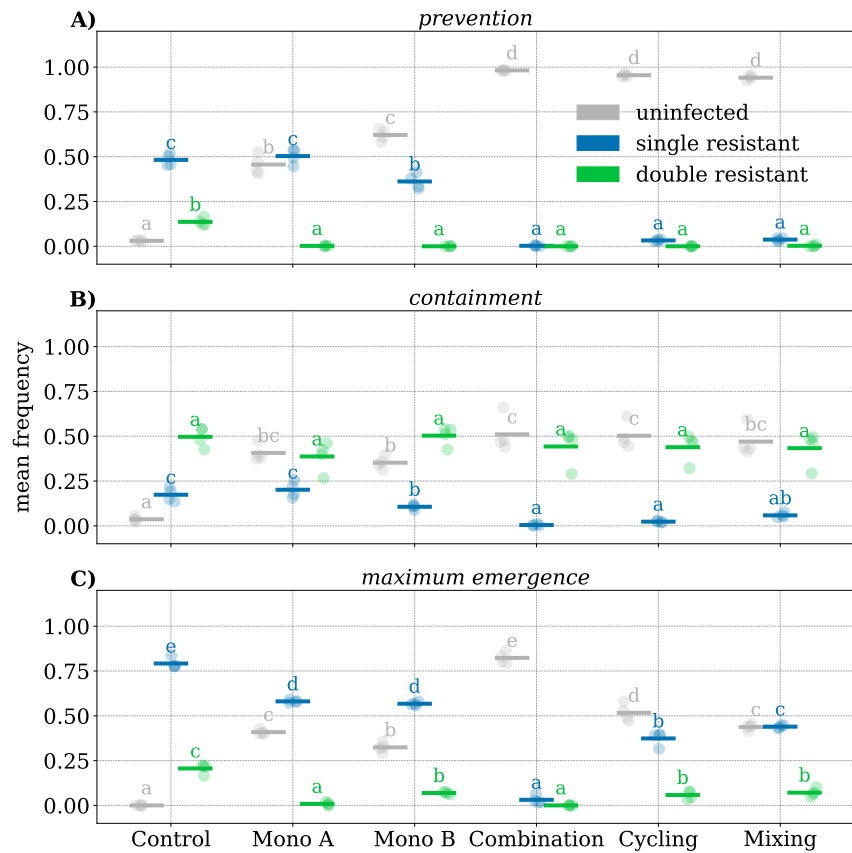 A) prevention
d d d
1.00
uninfected
0.75 c
single resistant
c b c
0.50 b
double resistant
0.25 b
a a a a a a a a a
0.00
B) containment
1.00
mean frequency
0.75
a a c a c a bc a
0.50 bc a b
0.25 c c b ab
a a a
0.00
C) maximum emergence
1.00
e e
0.75
d d d
0.50 c b c c
b
0.25 c
a a b a a b b
0.00
Control Mono A Mono B Combination Cycling Mixing